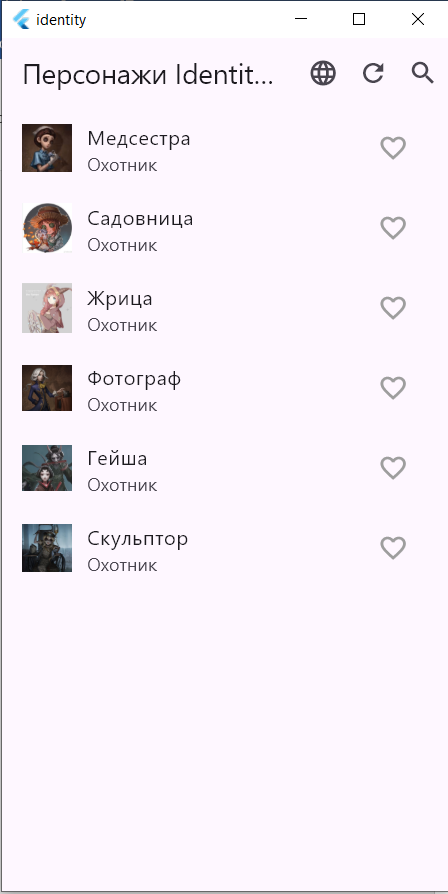 identity
Персонажи Identit...
Медсестра
Охотник
Садовница
Охотник
Жрица
Охотник
Фотограф
Охотник
Гейша
Охотник
Скульптор
Охотник